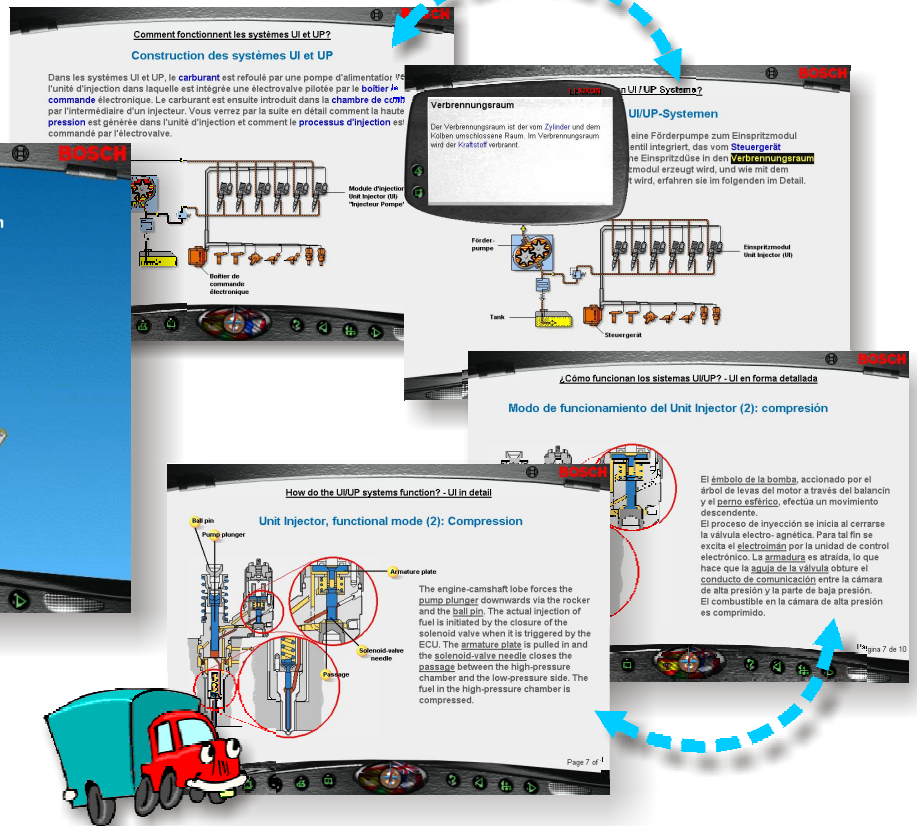 BOSCH
Comment fonctionnent les systèmes UI et UP?
Construction des systèmes UI et UP
Dans les systèmes UI et UP, le carburant est refoulé par une pompe d'alimentation
l'unité d'injection dans laquelle est intégrée une électrovalve pilotée par le boîtier
commande électronique. Le carburant est ensuite introduit dans la chambre de
par l'intermédiaire d'un injecteur. Vous verrez par la suite en détail comment la haute
pression est générée dans l'unité d'injection et comment le processus d'injection
commandé par l'électrovalve.
Module d'injection
Unit Injector (UI)
"Injecteur Pompe"
Boîtier de
commande
électronique
BOSCH
BOSCH
UI / UP Systeme?
UI/UP-Systemen
eine Förderpumpe zum Einspritzmodul
entil integriert, das vom Steuergerät
ne Einspritzdüse in den Verbrennungsraum
zmodul erzeugt wird, und wie mit dem
t wird, erfahren sie im folgenden im Detail.
Verbrennungsraum
Der Verbrennungsraum ist der vom Zylinder und dem
Kolben umschlossene Raum. Im Verbrennungsraum
wird der Kraftstoff verbrannt.
Förder-
pumpe
Einspritzmodul
Unit Injector (UI)
Tank
Steuergerät
BOSCH
¿Cómo funcionan los sistemas UI/UP? - UI en forma detallada
Modo de funcionamiento del Unit Injector (2): compresión
El émbolo de la bomba, accionado por el
árbol de levas del motor a través del balancin
y el perno esférico, efectúa un movimiento
descendente.
El proceso de inyección se inicia al cerrarse
la válvula electro- agnética. Para tal fin se
excita el electroimán por la unidad de control
electrónico. La armadura es atraída, lo que
hace que la aguja de la válvula obture el
conducto de comunicación entre la cámara
de alta presión y la parte de baja presión.
El combustible en la cámara de alta presión
es comprimido.
Página 7 de 10
BOSCH
How do the UI/UP systems function? - UI in detail
Unit Injector, functional mode (2): Compression
Ball pin
Pump plunger
Armature plate
Solenoid-valve
needle
Passage
The engine-camshaft lobe forces the
pump plunger downwards via the rocker
and the ball pin. The actual injection of
fuel is initiated by the closure of the
solenoid valve when it is triggered by the
ECU. The armature plate is pulled in and
the solenoid-valve needle closes the
passage between the high-pressure
chamber and the low-pressure side. The
fuel in the high-pressure chamber is
compressed.
Page 7 of